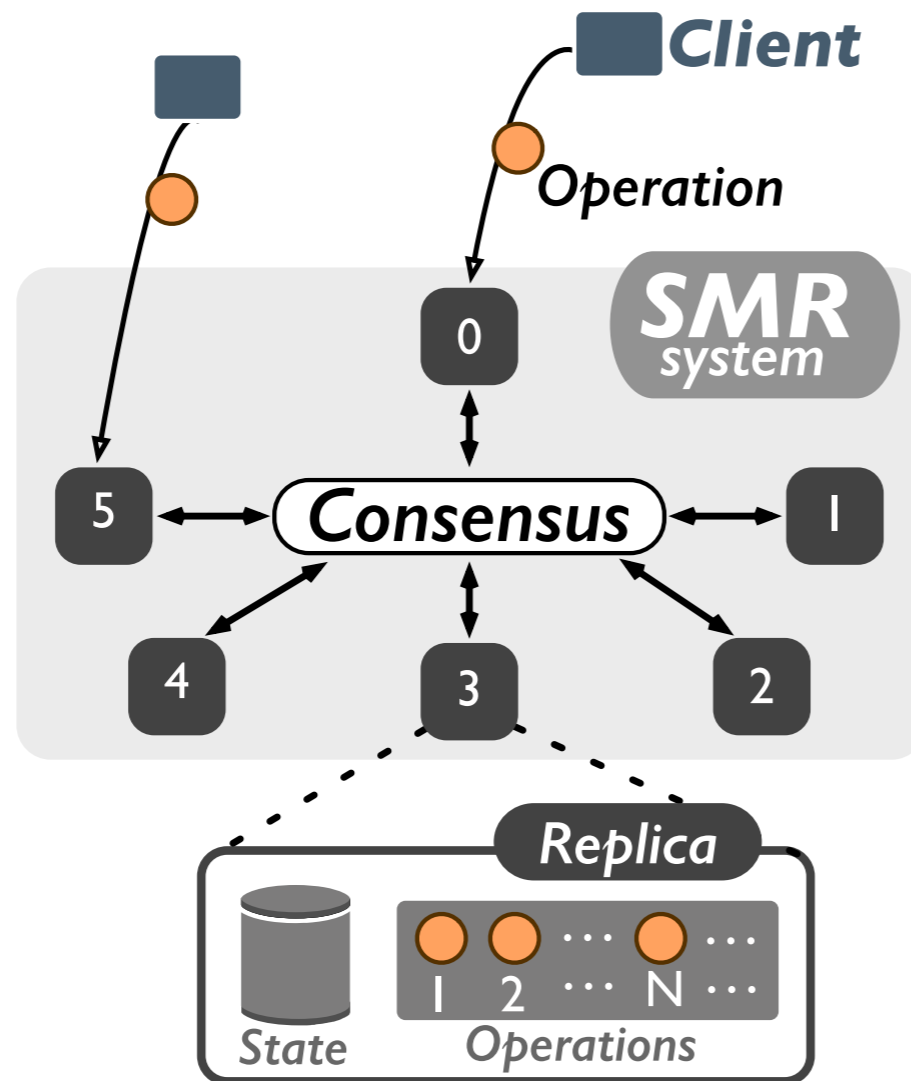 Client
Operation
SMR
system
0
5
Consensus
1
4
3
2
Replica
1 2 ... N ...
State
Operations